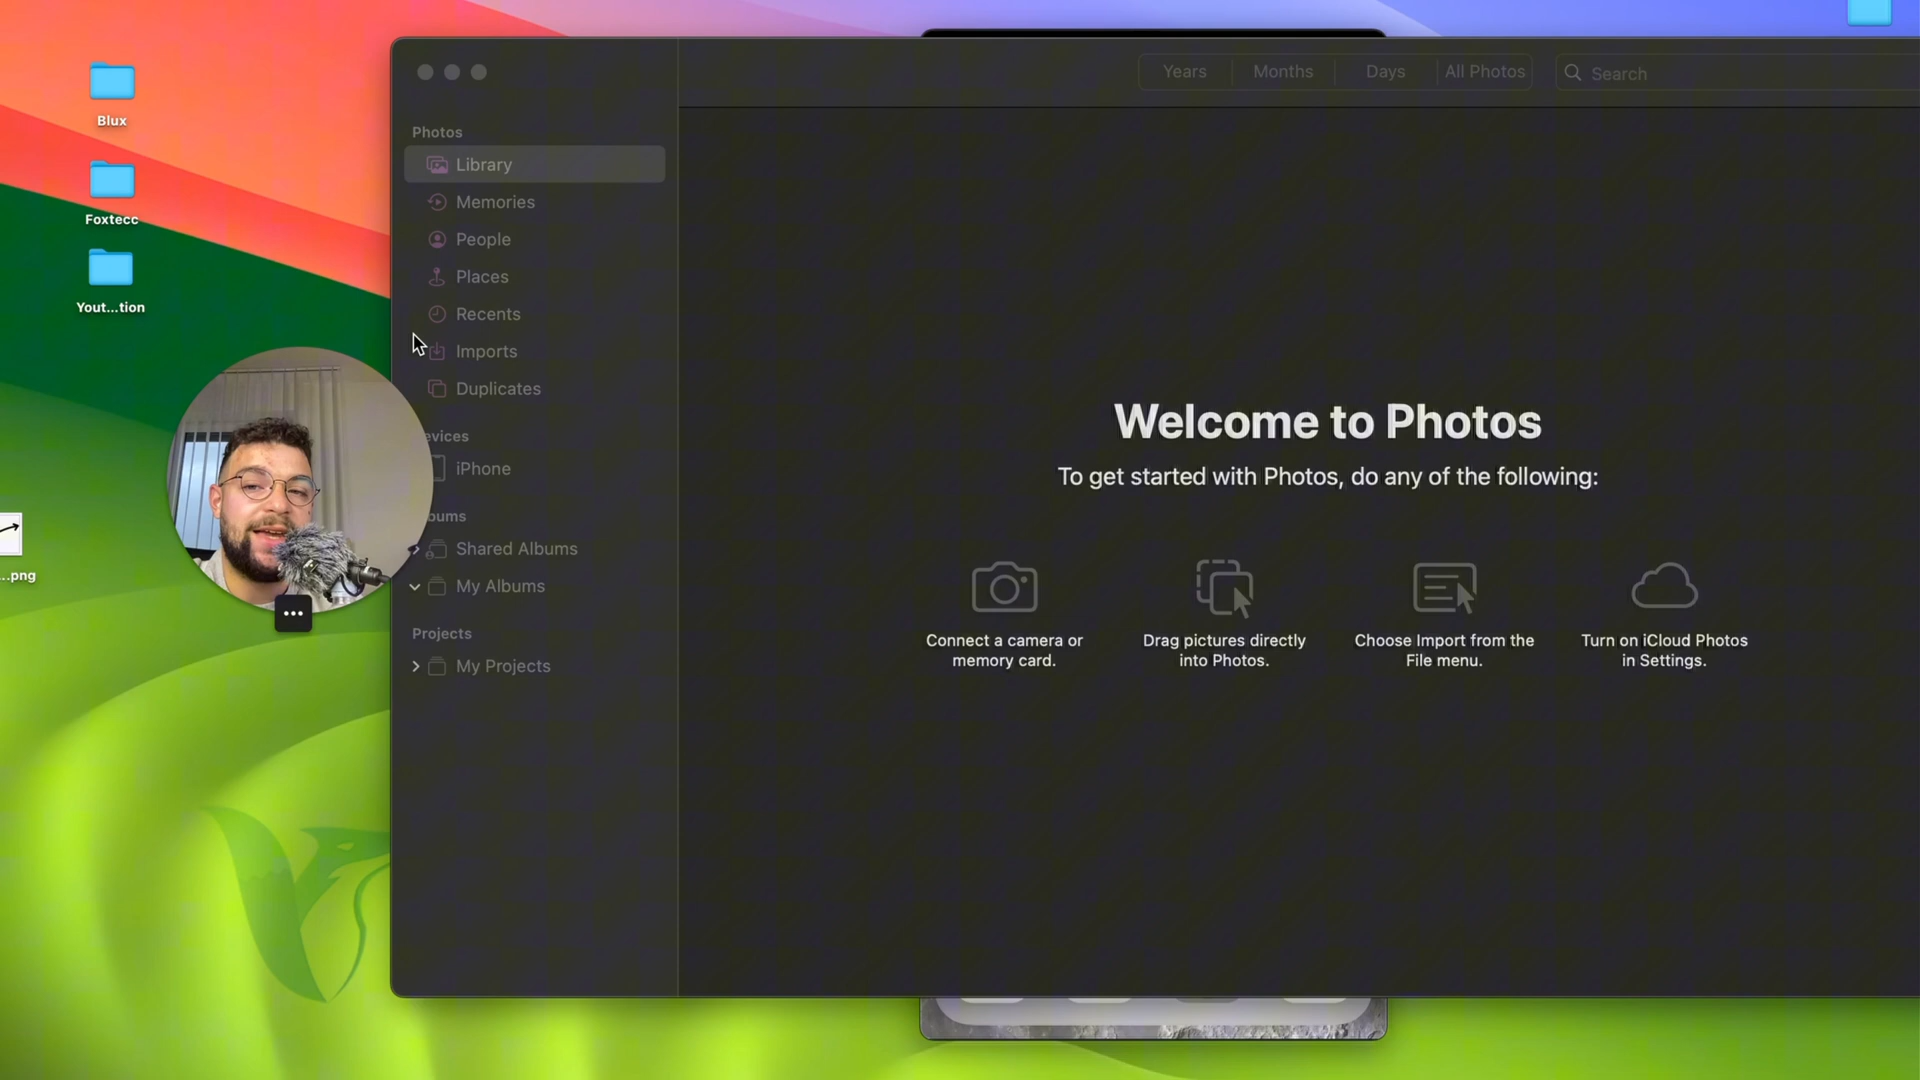 Blux
Foxtecc
Yout...tion
...png
Photos
Library
Memories
People
Places
Recents
Imports
Duplicates
evices
iPhone
bums
Shared Albums
My Albums
Projects
My Projects
Years
Months
Days
All Photos
Search
Welcome to Photos
To get started with Photos, do any of the following:
Connect a camera or
memory card.
Drag pictures directly
into Photos.
Choose Import from the
File menu.
Turn on iCloud Photos
in Settings.